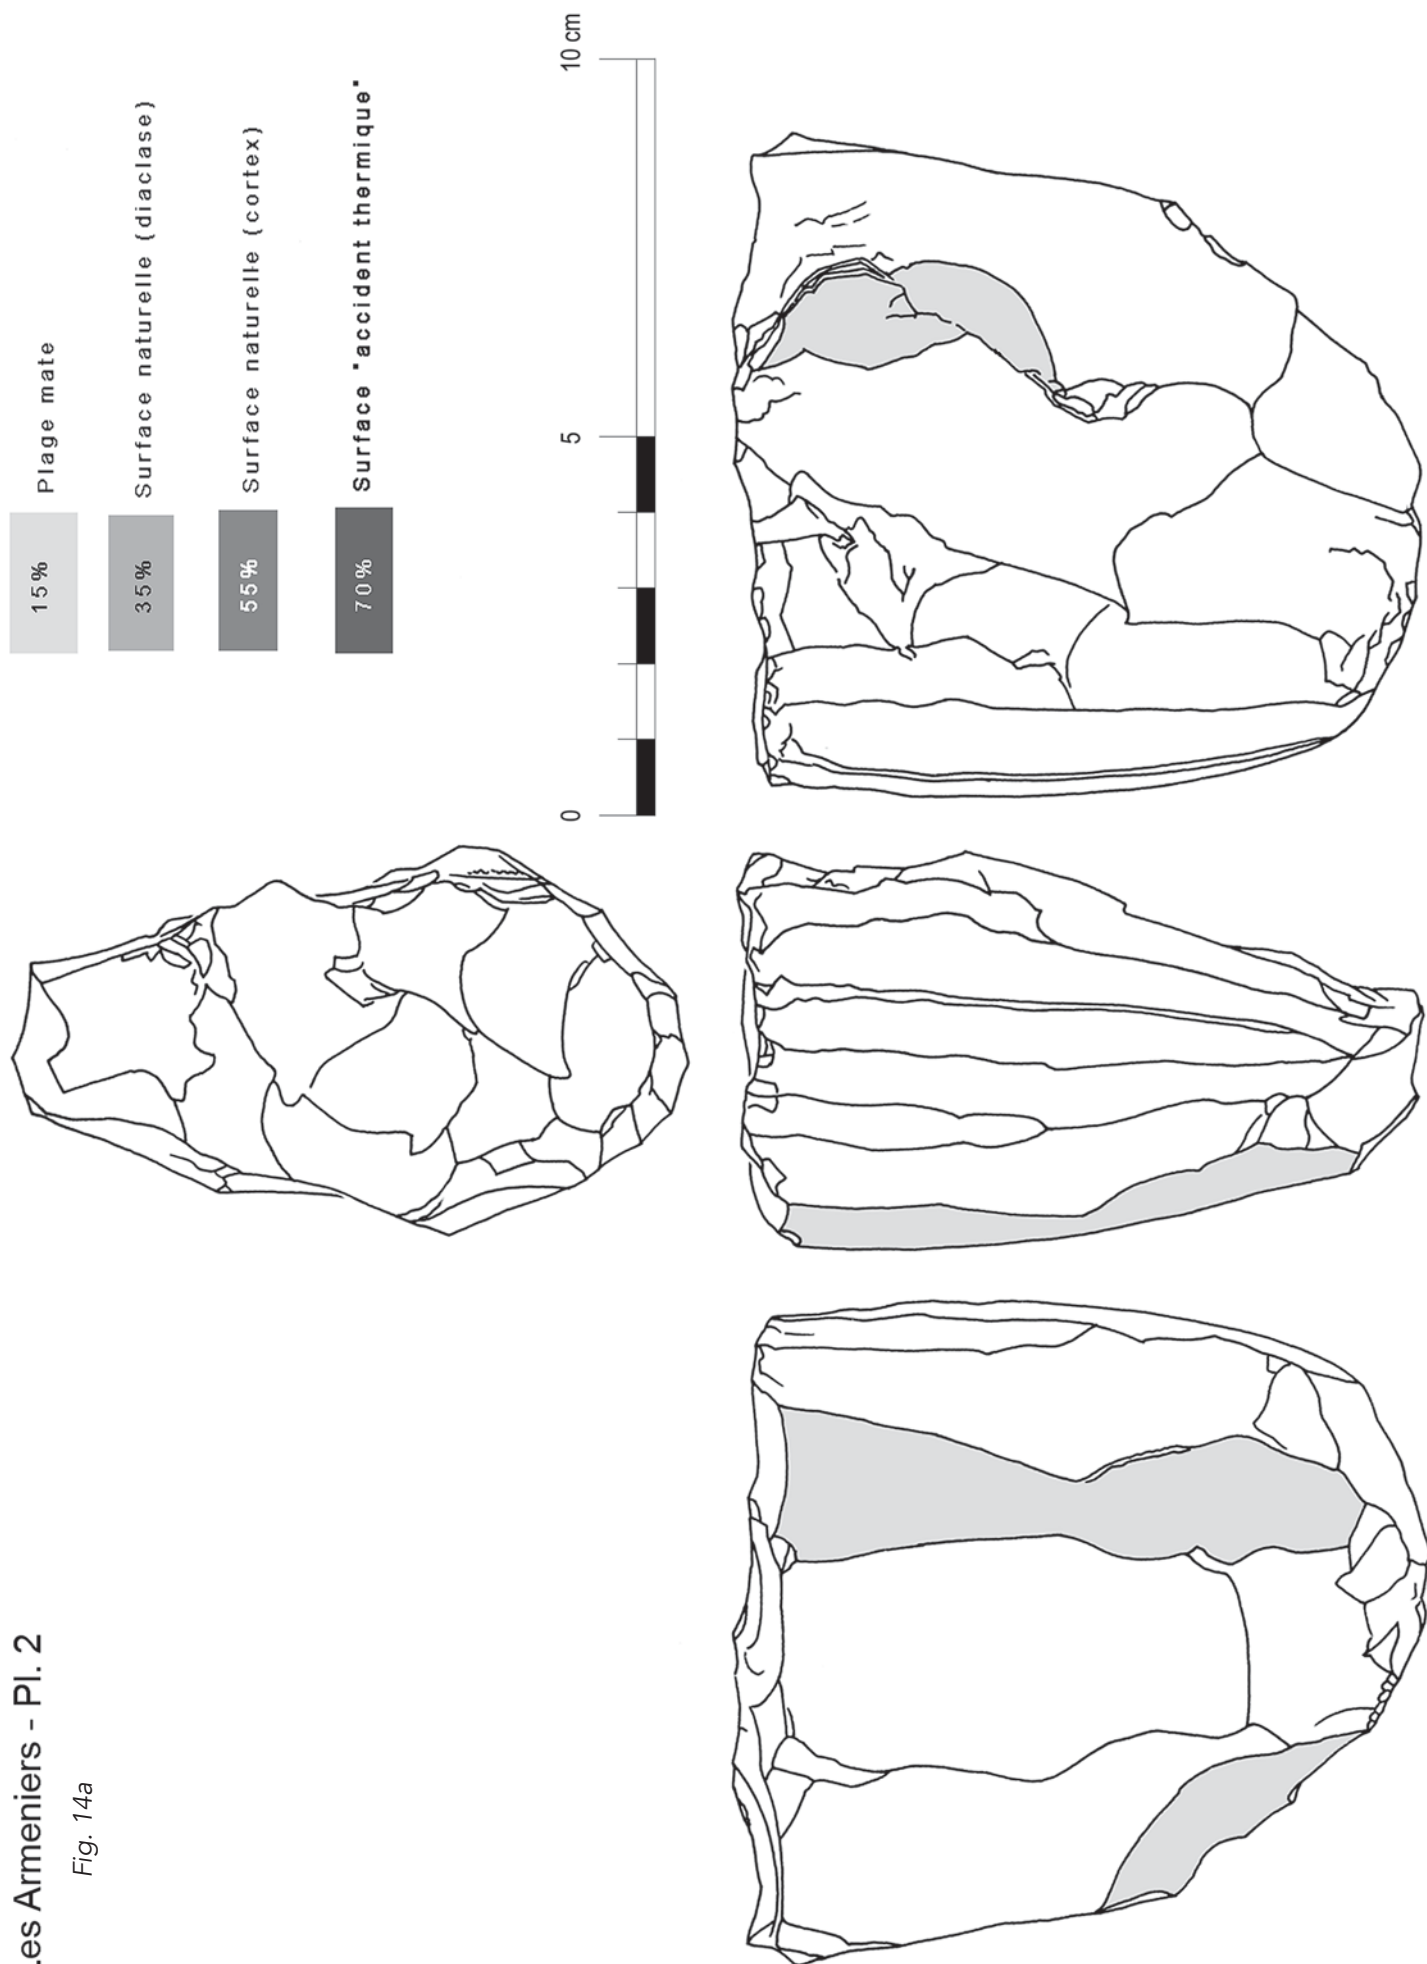 es Armeniers - Pl. 2
Fig. 14a
15% Plage mate
35% Surface naturelle (diaclase)
55% Surface naturelle (cortex)
70% Surface "accident thermique"
0 5 10 cm